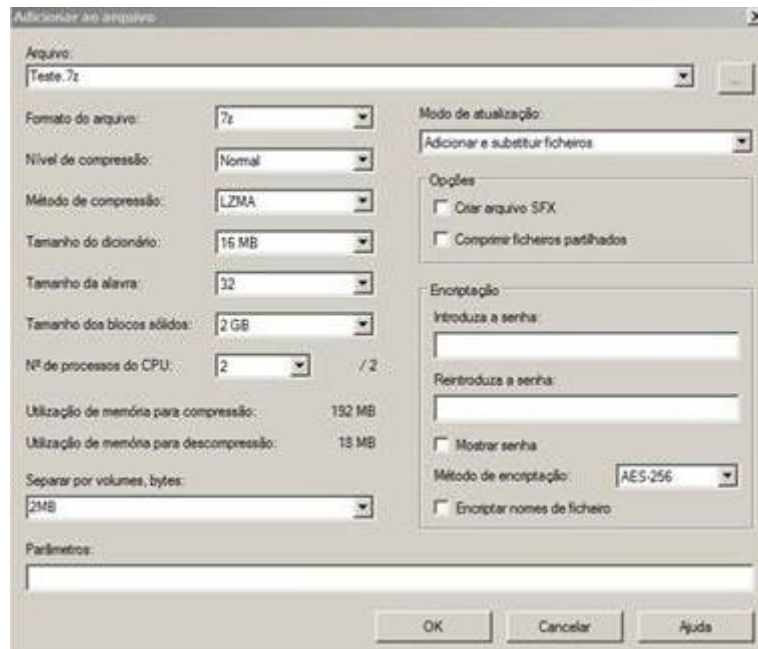 Adicionar ao arquivo
Arquivo:
Teste.7z
...
Formato do arquivo: 7z
Nível de compressão: Normal
Método de compressão: LZMA
Tamanho do dicionário: 16 MB
Tamanho da alavra: 32
Tamanho dos blocos sólidos: 2 GB
Nº de processos do CPU: 2 / 2
Utilização de memória para compressão: 192 MB
Utilização de memória para descompressão: 18 MB
Separar por volumes, bytes:
2MB
Modo de atualização:
Adicionar e substituir ficheiros
Opções
Criar arquivo SFX
Comprimir ficheiros partilhados
Encriptação
Introduza a senha:
Reintroduza a senha:
Mostrar senha
Método de encriptação: AES-256
Encriptar nomes de ficheiro
Parâmetros:
OK Cancelar Ajuda